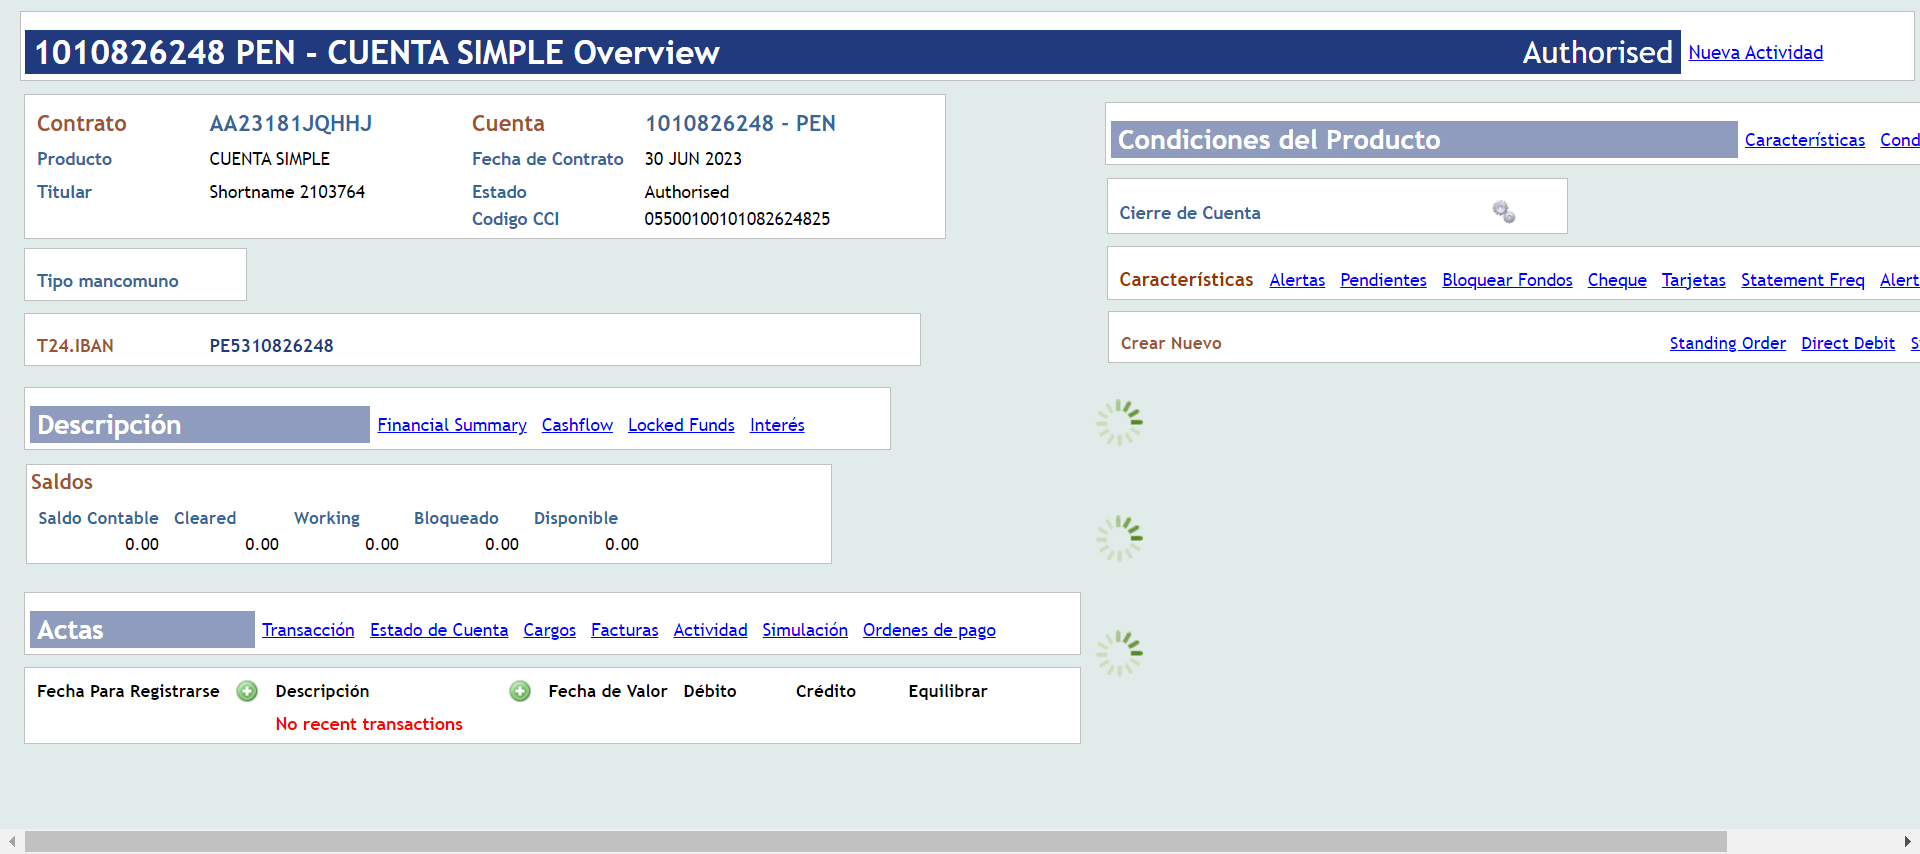 1010826248 PEN - CUENTA SIMPLE Overview Authorised Nueva Actividad
Contrato AA23181JQHHJ Cuenta 1010826248 - PEN
Producto CUENTA SIMPLE Fecha de Contrato 30 JUN 2023
Titular Shortname 2103764 Estado Authorised
Codigo CCI 05500100101082624825
Tipo mancomuno
T24.IBAN PE5310826248
Descripción Financial Summary Cashflow Locked Funds Interés
Saldos
Saldo Contable Cleared Working Bloqueado Disponible
0.00 0.00 0.00 0.00 0.00
Actas Transacción Estado de Cuenta Cargos Facturas Actividad Simulación Ordenes de pago
Fecha Para Registrarse Descripción Fecha de Valor Débito Crédito Equilibrar
No recent transactions
Condiciones del Producto Características Cond
Cierre de Cuenta
Características Alertas Pendientes Bloquear Fondos Cheque Tarjetas Statement Freq Alert
Crear Nuevo Standing Order Direct Debit S